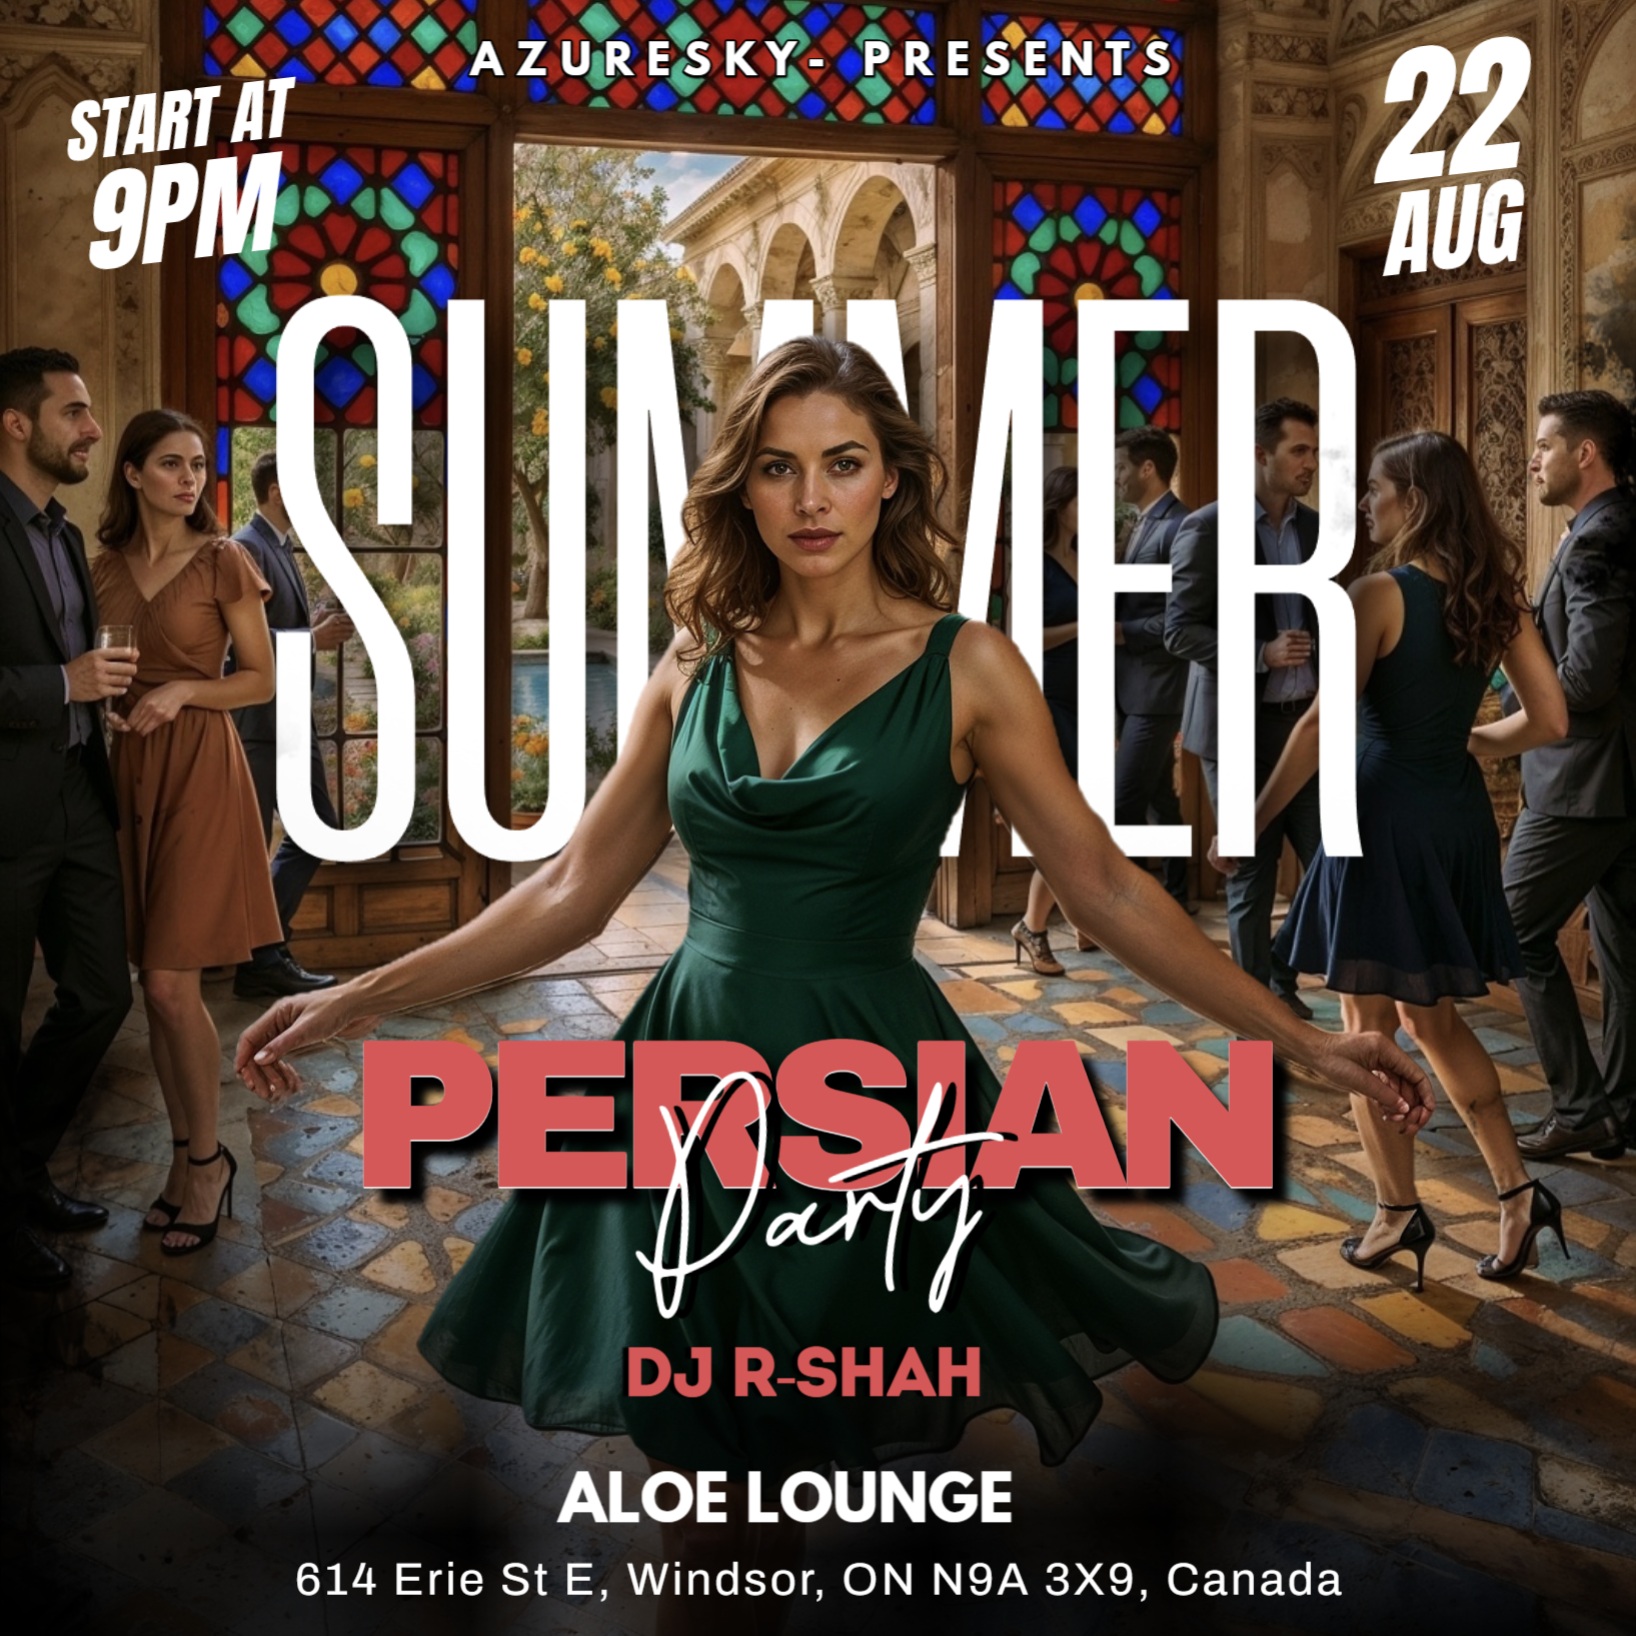 AZURESKY- PRESENTS
START AT
9PM
22
AUG
SUMMER
PERSIAN
Party
DJ R-SHAH
ALOE LOUNGE
614 Erie St E, Windsor, ON N9A 3X9, Canada